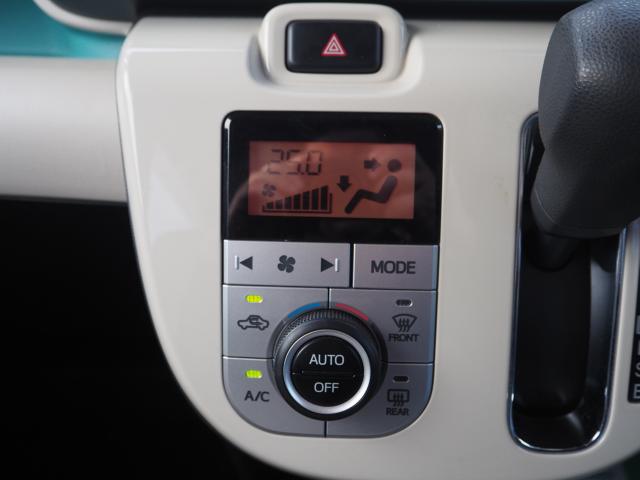 25.0
MODE
FRONT
AUTO
OFF
A/C
REAR
S